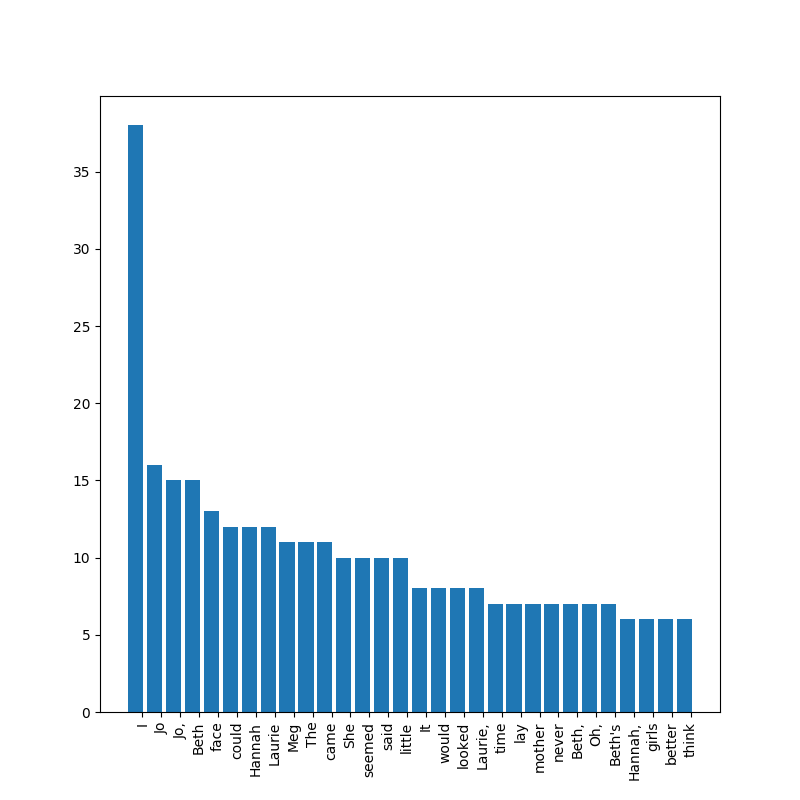 35
30
25
20
15
10
5
0
I
Jo
Jo,
Beth
face
could
Hannah
Laurie
Meg
The
came
She
seemed
said
little
It
would
looked
Laurie,
time
lay
mother
never
Beth,
Oh,
Beth's
Hannah,
girls
better
think